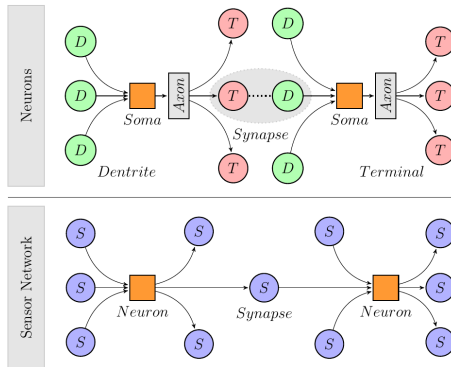 Neurons
D
D
D
Soma
Axon
T
T
T
D
D
D
Synapse
Soma
Axon
T
T
T
Dentrite
Terminal
Sensor Network
S
S
S
Neuron
S
S
S
Synapse
S
S
Neuron
S
S
S